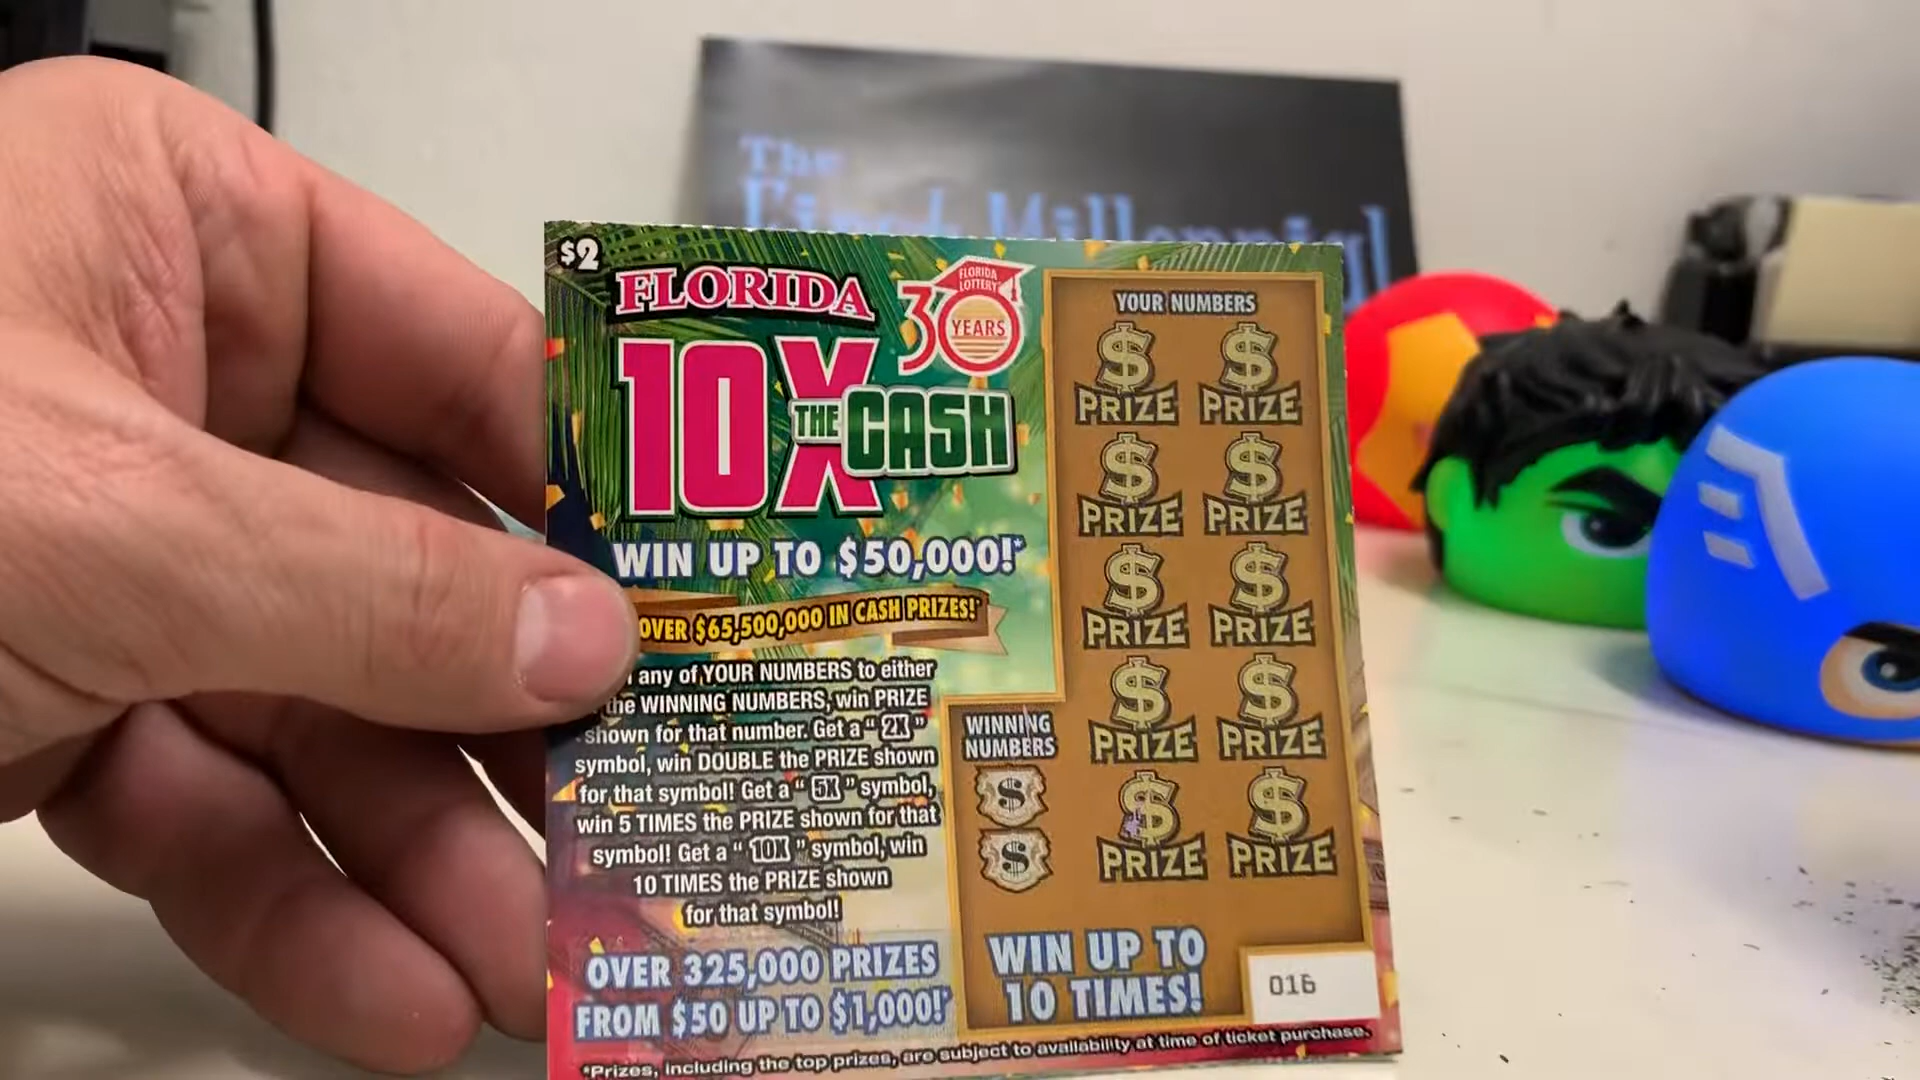 The
First Millennial
$2
FLORIDA
FLORIDA
LOTTERY
30
YEARS
10X
THE CASH
WIN UP TO $50,000!*
OVER $65,500,000 IN CASH PRIZES!*
any of YOUR NUMBERS to either
the WINNING NUMBERS, win PRIZE
shown for that number. Get a "2X"
symbol, win DOUBLE the PRIZE shown
for that symbol! Get a "5X" symbol,
win 5 TIMES the PRIZE shown for that
symbol! Get a "10X" symbol, win
10 TIMES the PRIZE shown
for that symbol!
OVER 325,000 PRIZES
FROM $50 UP TO $1,000!*
YOUR NUMBERS
$ $
PRIZE PRIZE
$ $
PRIZE PRIZE
$ $
PRIZE PRIZE
$ $
PRIZE PRIZE
$ $
PRIZE PRIZE
WINNING
NUMBERS
$
$
WIN UP TO
10 TIMES!
016
*Prizes, including the top prizes, are subject to availability at time of ticket purchase.